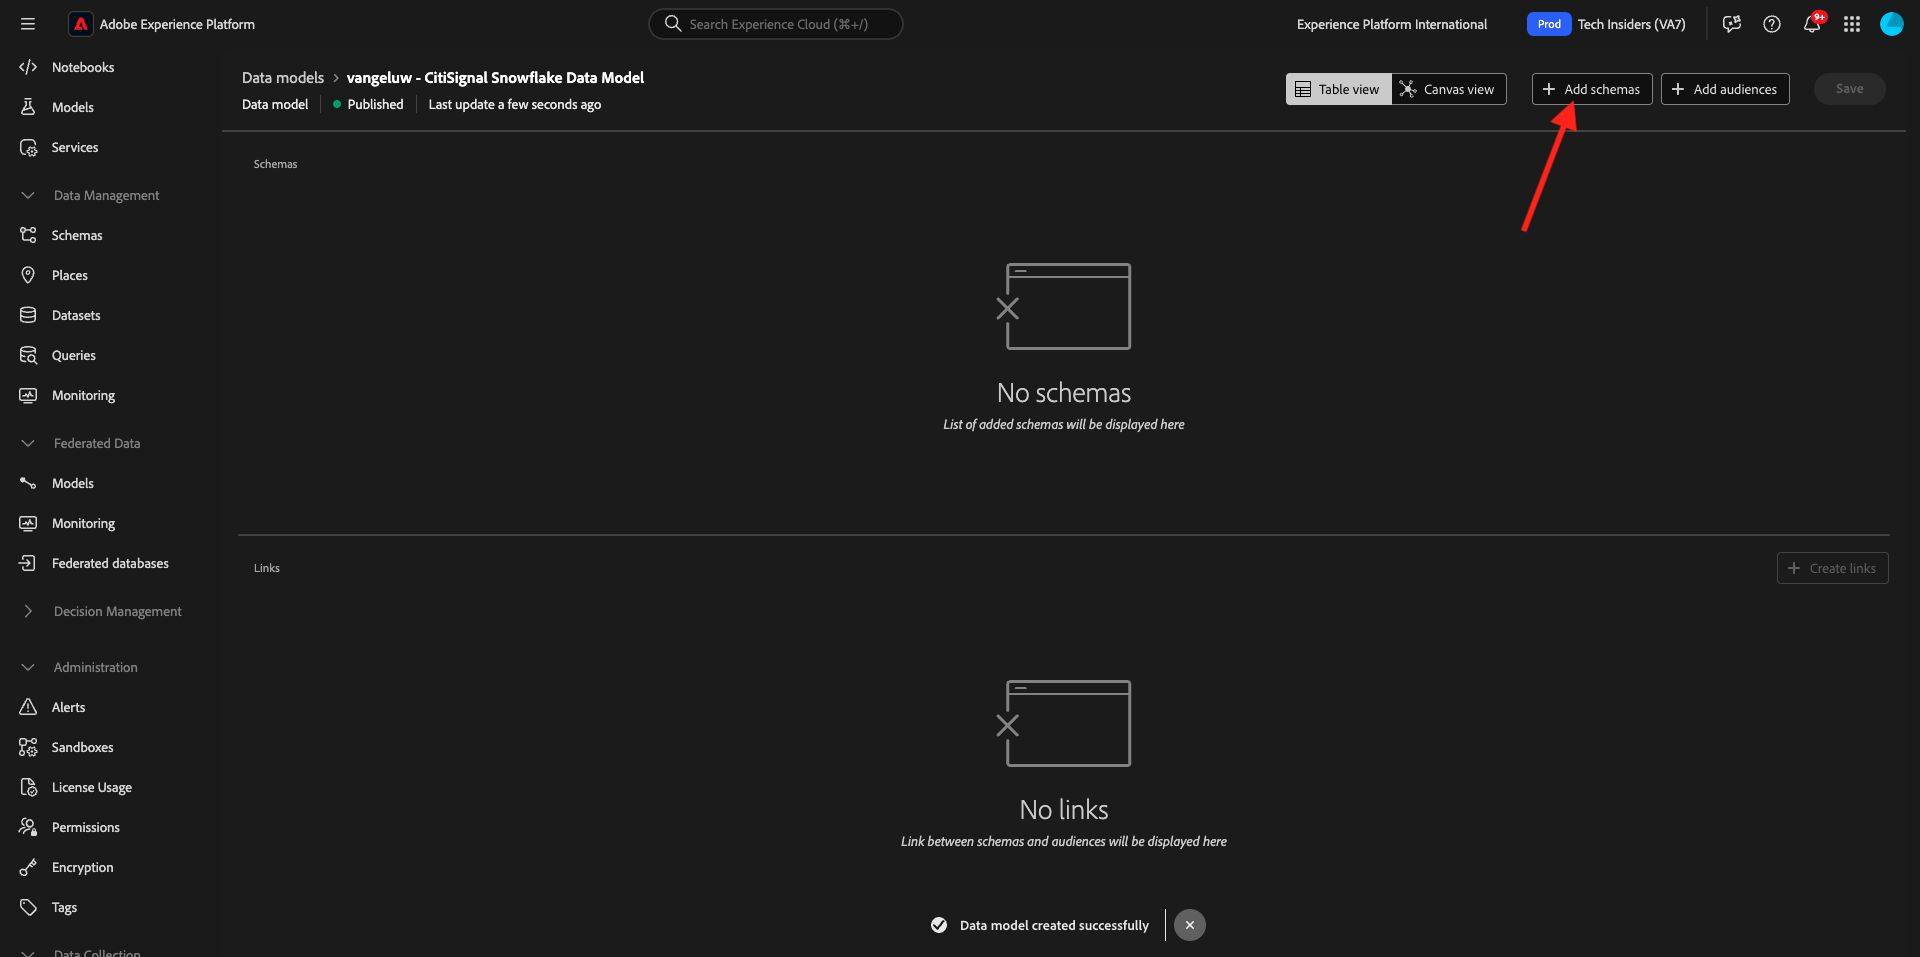 Adobe Experience Platform
Search Experience Cloud (⌘+/)
Experience Platform International
Prod
Tech Insiders (VA7)
9+
Notebooks
Models
Services
Data Management
Schemas
Places
Datasets
Queries
Monitoring
Federated Data
Models
Monitoring
Federated databases
Decision Management
Administration
Alerts
Sandboxes
License Usage
Permissions
Encryption
Tags
Data Collection
Data models > vangeluw - CitiSignal Snowflake Data Model
Data model
Published
Last update a few seconds ago
Table view
Canvas view
+ Add schemas
+ Add audiences
Save
Schemas
No schemas
List of added schemas will be displayed here
Links
+ Create links
No links
Link between schemas and audiences will be displayed here
Data model created successfully